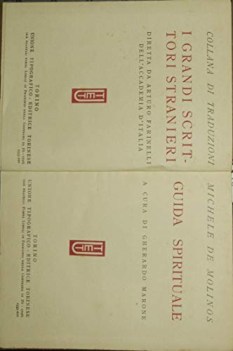 COLLANA DI TRADUZIONI
I GRANDI SCRIT-
TORI STRANIERI
DIRETTA DA ARTURO FARINELLI
DELL'ACCADEMIA D'ITALIA
TORINO
UNIONE TIPOGRAFICO-EDITRICE TORINESE
MICHELE DE MOLINOS
GUIDA SPIRITUALE
A CURA DI GHERARDO MARONE
TORINO
UNIONE TIPOGRAFICO-EDITRICE TORINESE